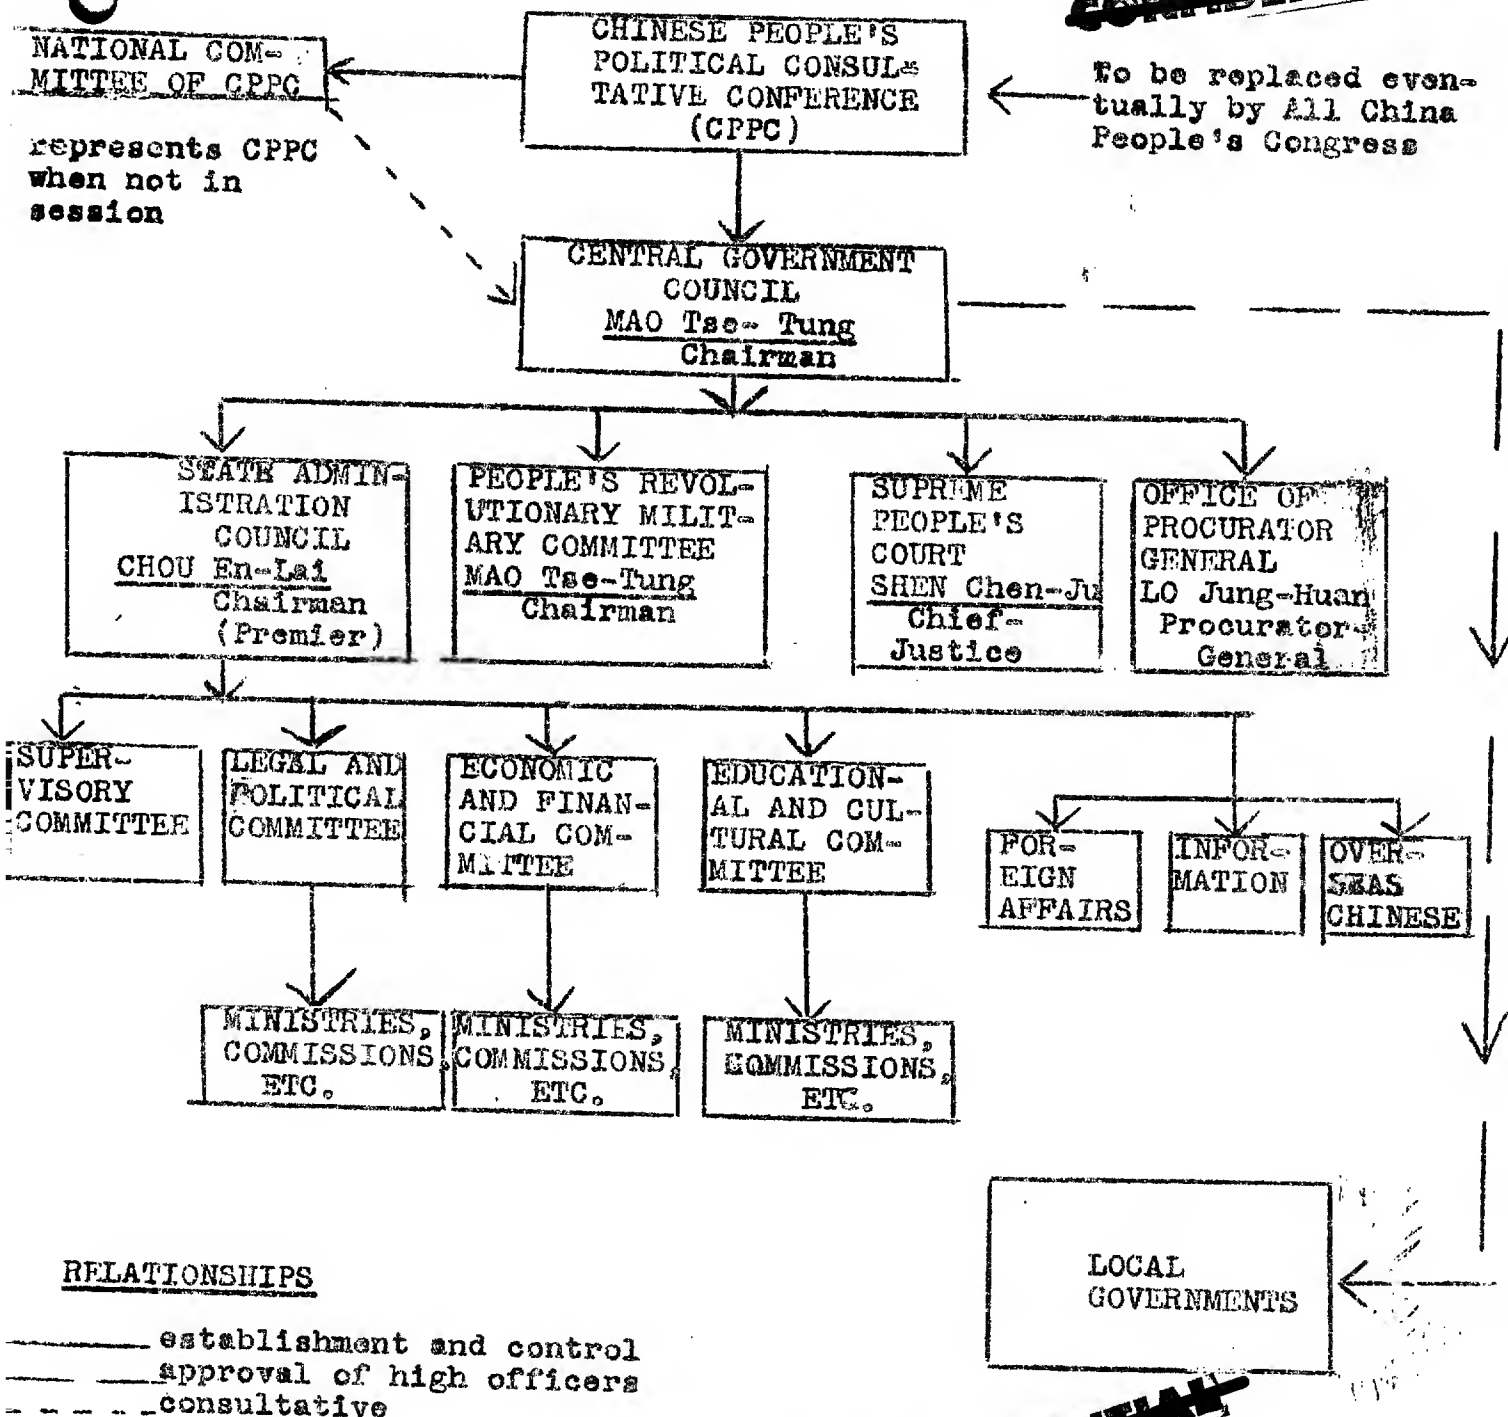 NATIONAL COM-
MITTEE OF CPPC
represents CPPC
when not in
session
CHINESE PEOPLE'S
POLITICAL CONSUL-
TATIVE CONFERENCE
(CPPC)
To be replaced even-
tually by All China
People's Congress
CENTRAL GOVERNMENT
COUNCIL
MAO Tse- Tung
Chairman
STATE ADMIN-
ISTRATION
COUNCIL
CHOU En-Lai
Chairman
(Premier)
PEOPLE'S REVOL-
UTIONARY MILIT-
ARY COMMITTEE
MAO Tse-Tung
Chairman
SUPREME
PEOPLE'S
COURT
SHEN Chen-Ju
Chief-
Justice
OFFICE OF
PROCURATOR
GENERAL
LO Jung-Huan
Procurator-
General
SUPER-
VISORY
COMMITTEE
LEGAL AND
POLITICAL
COMMITTEE
ECONOMIC
AND FINAN-
CIAL COM-
MITTEE
EDUCATION-
AL AND CUL-
TURAL COM-
MITTEE
FOR-
EIGN
AFFAIRS
INFOR-
MATION
OVER-
SEAS
CHINESE
MINISTRIES,
COMMISSIONS,
ETC.
MINISTRIES,
COMMISSIONS,
ETC.
MINISTRIES,
COMMISSIONS,
ETC.
LOCAL
GOVERNMENTS
RELATIONSHIPS
establishment and control
approval of high officers
consultative